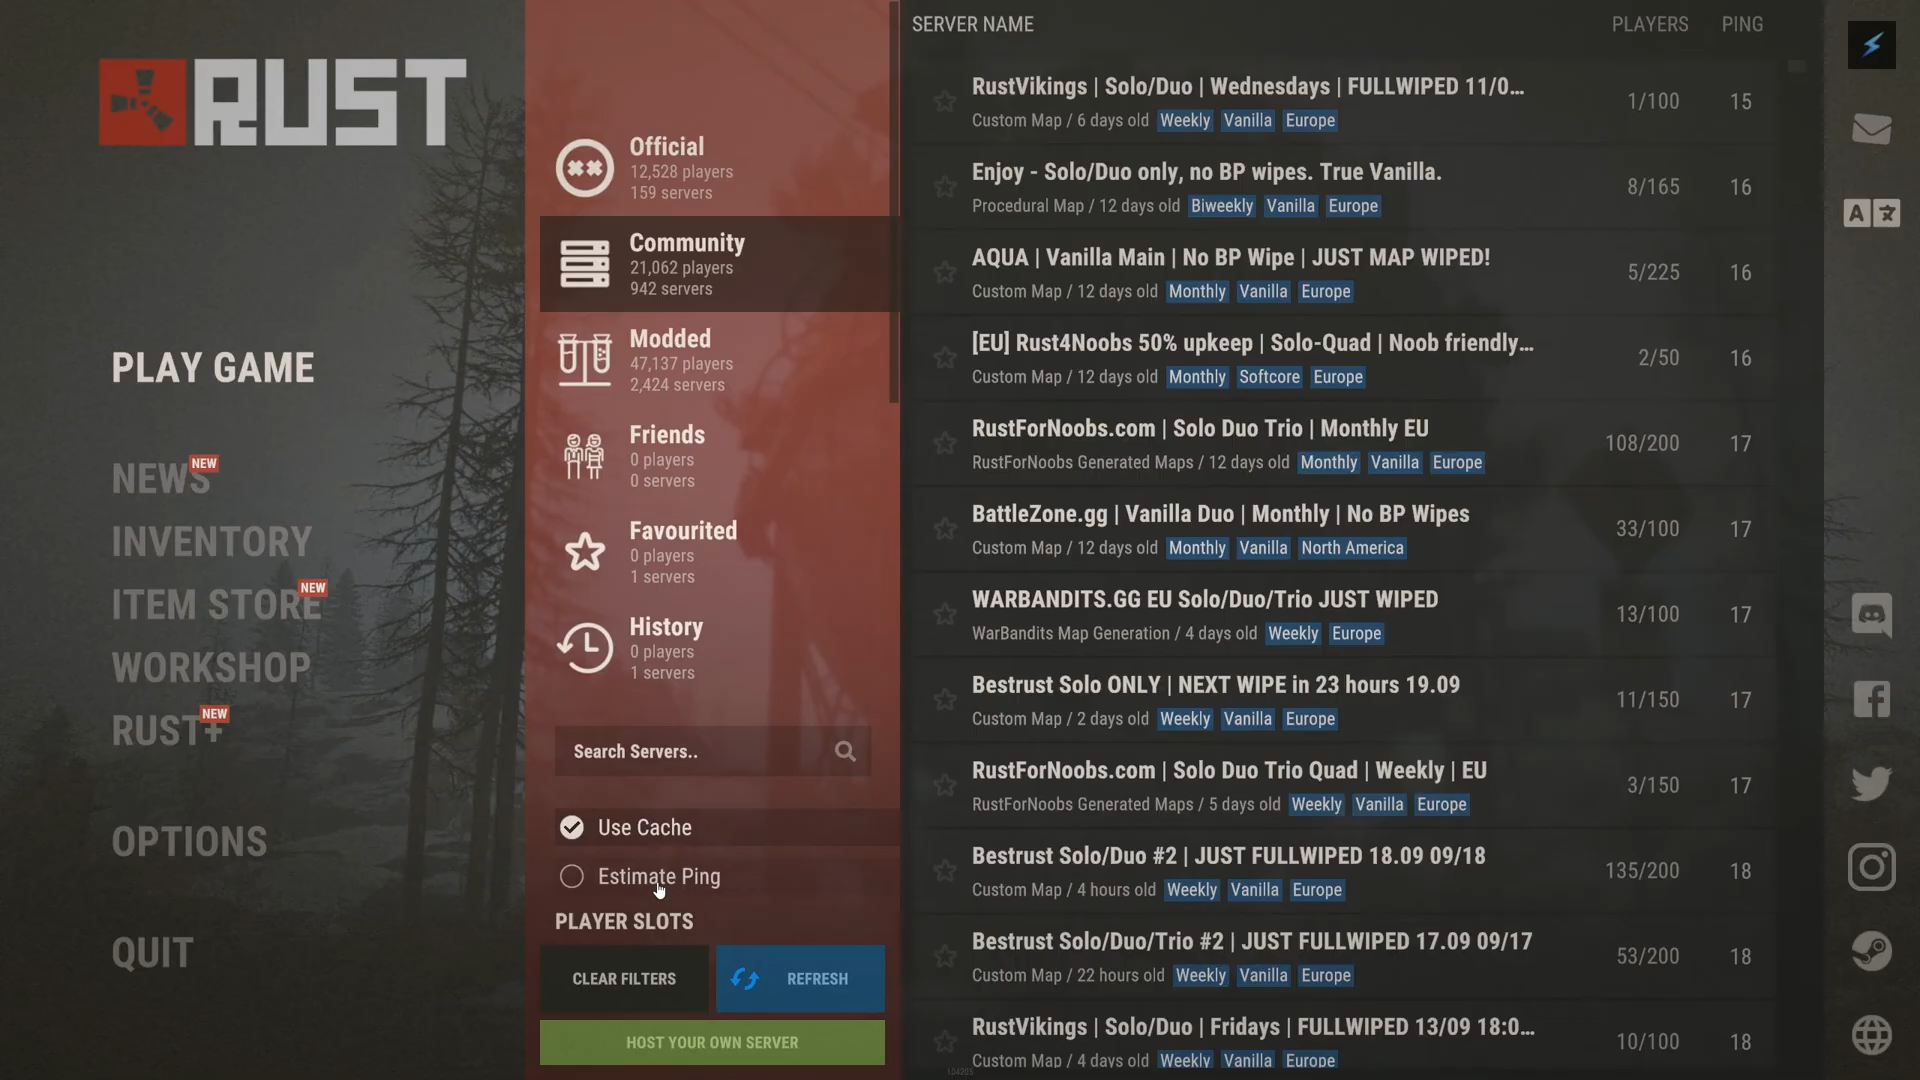 RUST
PLAY GAME
NEWS
NEW
INVENTORY
ITEM STORE
NEW
WORKSHOP
RUST+
NEW
OPTIONS
QUIT
Official
12,528 players
159 servers
Community
21,062 players
942 servers
Modded
47,137 players
2,424 servers
Friends
0 players
0 servers
Favourited
0 players
1 servers
History
0 players
1 servers
Search Servers..
Use Cache
Estimate Ping
PLAYER SLOTS
CLEAR FILTERS
REFRESH
HOST YOUR OWN SERVER
SERVER NAME PLAYERS PING
RustVikings | Solo/Duo | Wednesdays | FULLWIPED 11/0...
Custom Map / 6 days old Weekly Vanilla Europe
1/100 15
Enjoy - Solo/Duo only, no BP wipes. True Vanilla.
Procedural Map / 12 days old Biweekly Vanilla Europe
8/165 16
AQUA | Vanilla Main | No BP Wipe | JUST MAP WIPED!
Custom Map / 12 days old Monthly Vanilla Europe
5/225 16
[EU] Rust4Noobs 50% upkeep | Solo-Quad | Noob friendly...
Custom Map / 12 days old Monthly Softcore Europe
2/50 16
RustForNoobs.com | Solo Duo Trio | Monthly EU
RustForNoobs Generated Maps / 12 days old Monthly Vanilla Europe
108/200 17
BattleZone.gg | Vanilla Duo | Monthly | No BP Wipes
Custom Map / 12 days old Monthly Vanilla North America
33/100 17
WARBANDITS.GG EU Solo/Duo/Trio JUST WIPED
WarBandits Map Generation / 4 days old Weekly Europe
13/100 17
Bestrust Solo ONLY | NEXT WIPE in 23 hours 19.09
Custom Map / 2 days old Weekly Vanilla Europe
11/150 17
RustForNoobs.com | Solo Duo Trio Quad | Weekly | EU
RustForNoobs Generated Maps / 5 days old Weekly Vanilla Europe
3/150 17
Bestrust Solo/Duo #2 | JUST FULLWIPED 18.09 09/18
Custom Map / 4 hours old Weekly Vanilla Europe
135/200 18
Bestrust Solo/Duo/Trio #2 | JUST FULLWIPED 17.09 09/17
Custom Map / 22 hours old Weekly Vanilla Europe
53/200 18
RustVikings | Solo/Duo | Fridays | FULLWIPED 13/09 18:0...
Custom Map / 4 days old Weekly Vanilla Europe
10/100 18
A